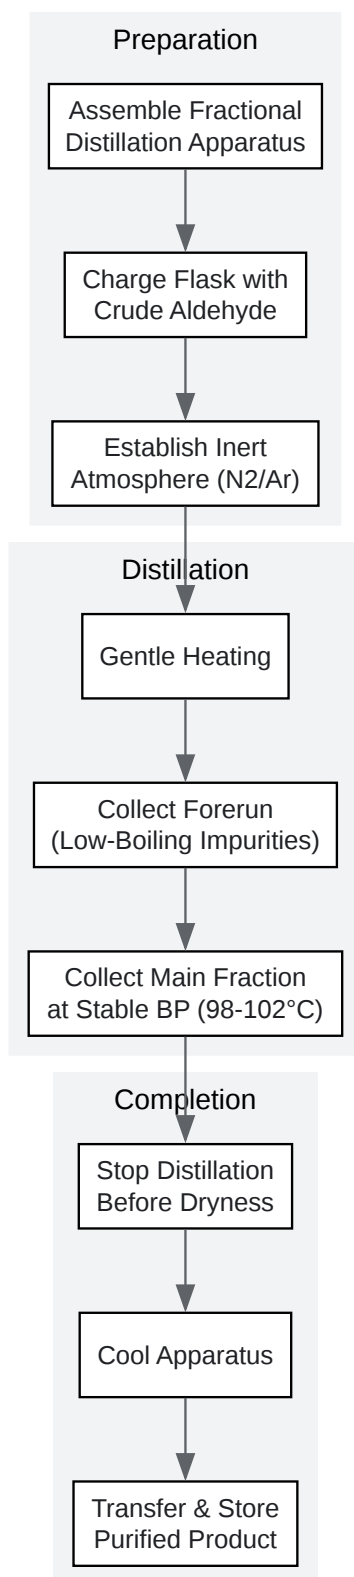 Preparation
Assemble Fractional
Distillation Apparatus
Charge Flask with
Crude Aldehyde
Establish Inert
Atmosphere (N2/Ar)
Distillation
Gentle Heating
Collect Forerun
(Low-Boiling Impurities)
Collect Main Fraction
at Stable BP (98-102°C)
Completion
Stop Distillation
Before Dryness
Cool Apparatus
Transfer & Store
Purified Product